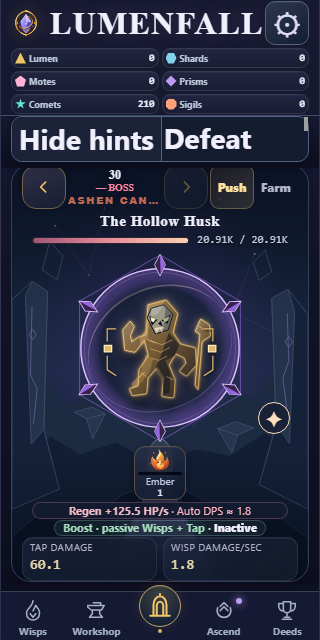 LUMENFALL
Lumen 0
Shards 0
Motes 0
Prisms 0
Comets 210
Sigils 0
Hide hints
Defeat
30
— BOSS
ASHEN CAN…
Push
Farm
The Hollow Husk
20.91K / 20.91K
Ember
1
Regen +125.5 HP/s · Auto DPS ≈ 1.8
Boost · passive Wisps + Tap · Inactive
TAP DAMAGE
60.1
WISP DAMAGE/SEC
1.8
Wisps
Workshop
Ascend
Deeds